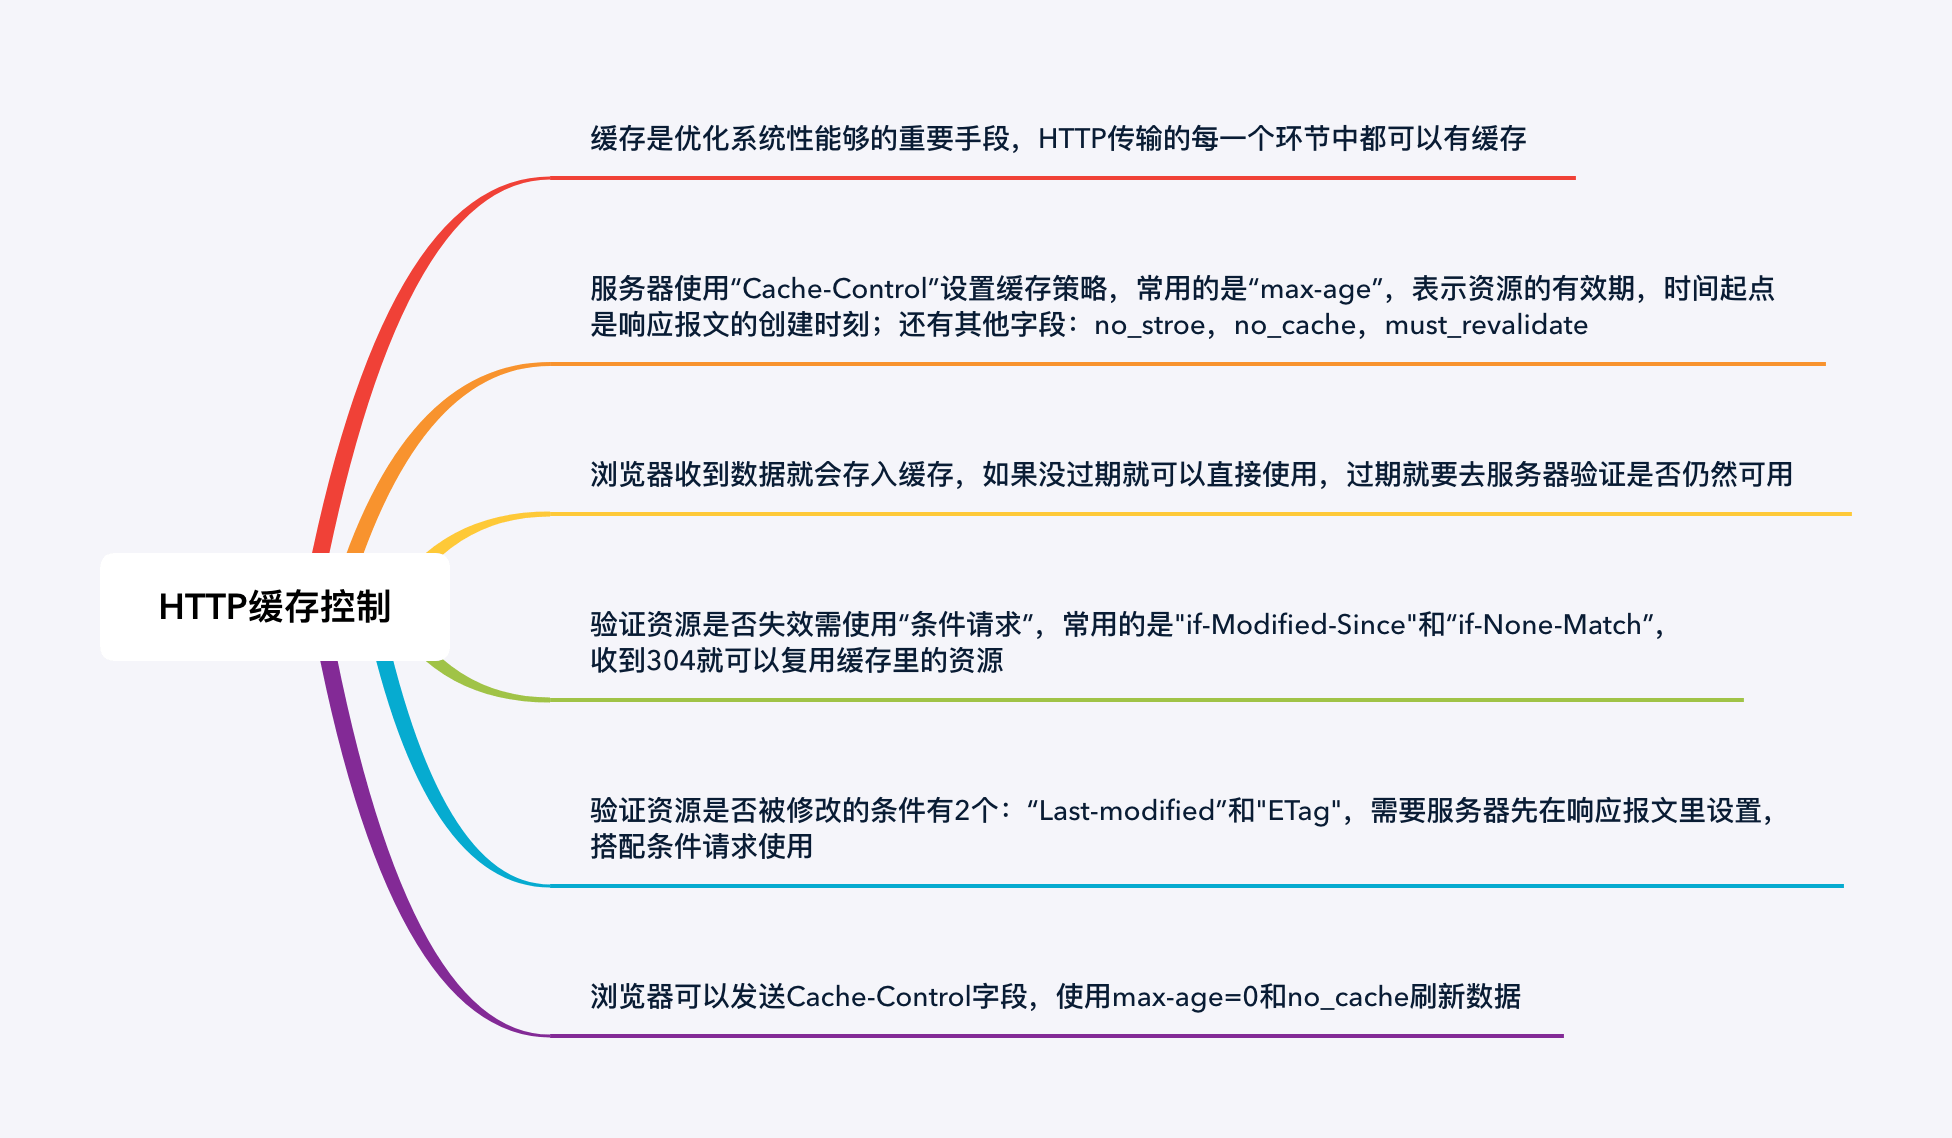 缓存是优化系统性能够的重要手段，HTTP传输的每一个环节中都可以有缓存
服务器使用“Cache-Control”设置缓存策略，常用的是“max-age”，表示资源的有效期，时间起点
是响应报文的创建时刻；还有其他字段：no_stroe，no_cache，must_revalidate
浏览器收到数据就会存入缓存，如果没过期就可以直接使用，过期就要去服务器验证是否仍然可用
HTTP缓存控制
验证资源是否失效需使用“条件请求”，常用的是"if-Modified-Since"和“if-None-Match”，
收到304就可以复用缓存里的资源
验证资源是否被修改的条件有2个：“Last-modified”和"ETag"，需要服务器先在响应报文里设置，
搭配条件请求使用
浏览器可以发送Cache-Control字段，使用max-age=0和no_cache刷新数据